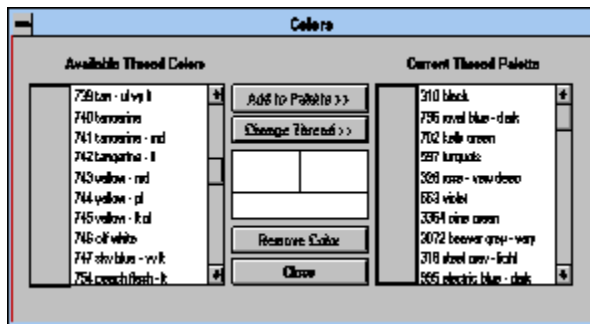 Colors
Available Thread Colors
Current Thread Palette
739 tan - ul vy lt
740 tangerine
741 tangerine - md
742 tangerine - lt
743 yellow - md
744 yellow - pl
745 yellow - lt pl
746 off white
747 sky blue - vy lt
754 peach flesh - lt
Add to Palette >>
Change Thread >>
Remove Color
Close
310 black
796 royal blue - dark
702 kelly green
597 turquois
326 rose - very deep
553 violet
3364 pine green
3072 beaver grey - very
318 steel grey - light
995 electric blue - dark